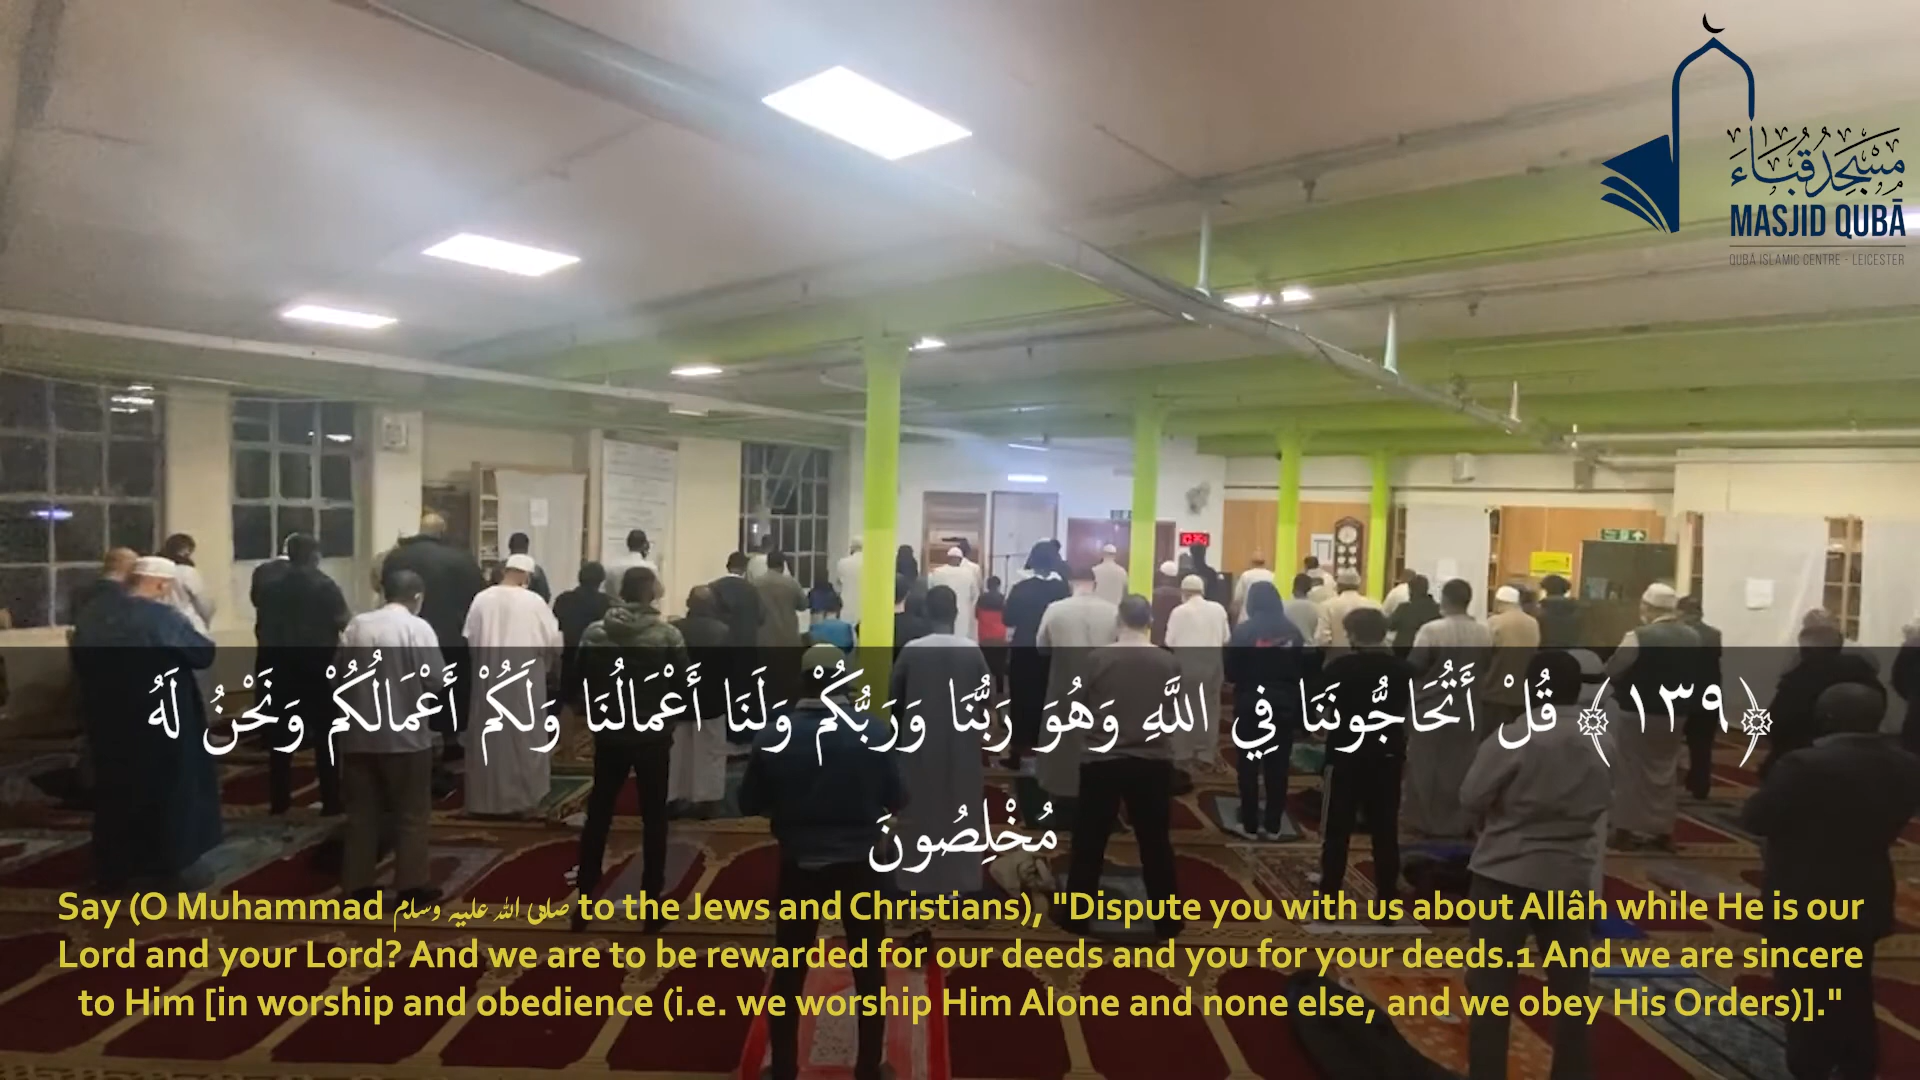 مَسْجِدُ قُبَاءَ
MASJID QUBĀ
QUBĀ ISLAMIC CENTRE - LEICESTER
﴿١٣٩﴾ قُلْ أَتُحَاجُّونَنَا فِي اللَّهِ وَهُوَ رَبُّنَا وَرَبُّكُمْ وَلَنَا أَعْمَالُنَا وَلَكُمْ أَعْمَالُكُمْ وَنَحْنُ لَهُ
مُخْلِصُونَ
Say (O Muhammad صلى الله عليه وسلم to the Jews and Christians), "Dispute you with us about Allâh while He is our
Lord and your Lord? And we are to be rewarded for our deeds and you for your deeds.1 And we are sincere
to Him [in worship and obedience (i.e. we worship Him Alone and none else, and we obey His Orders)]."